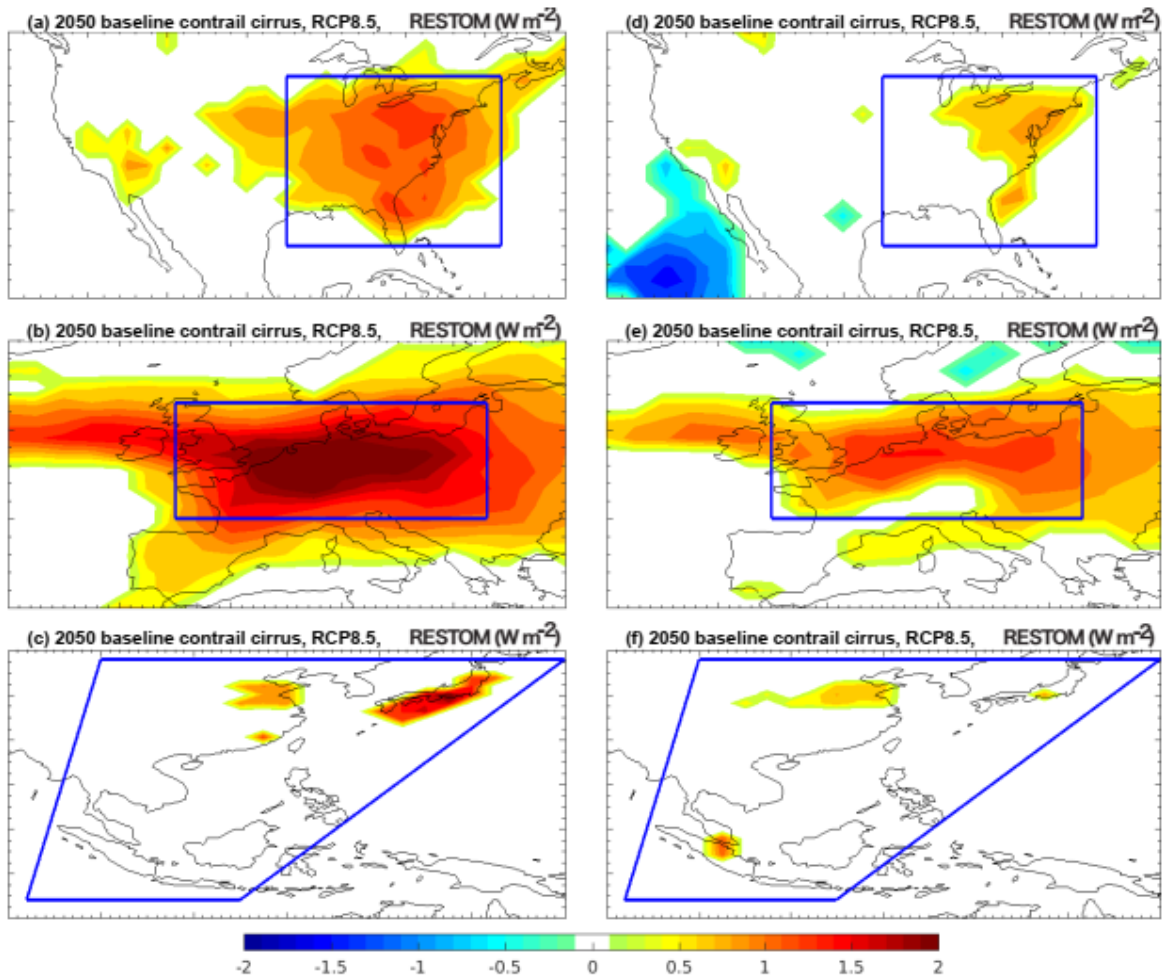 (a) 2050 baseline contrail cirrus, RCP8.5, RESTOM (W m-2)
(d) 2050 baseline contrail cirrus, RCP8.5, RESTOM (W m-2)
(b) 2050 baseline contrail cirrus, RCP8.5, RESTOM (W m-2)
(e) 2050 baseline contrail cirrus, RCP8.5, RESTOM (W m-2)
(c) 2050 baseline contrail cirrus, RCP8.5, RESTOM (W m-2)
(f) 2050 baseline contrail cirrus, RCP8.5, RESTOM (W m-2)
-2 -1.5 -1 -0.5 0 0.5 1 1.5 2